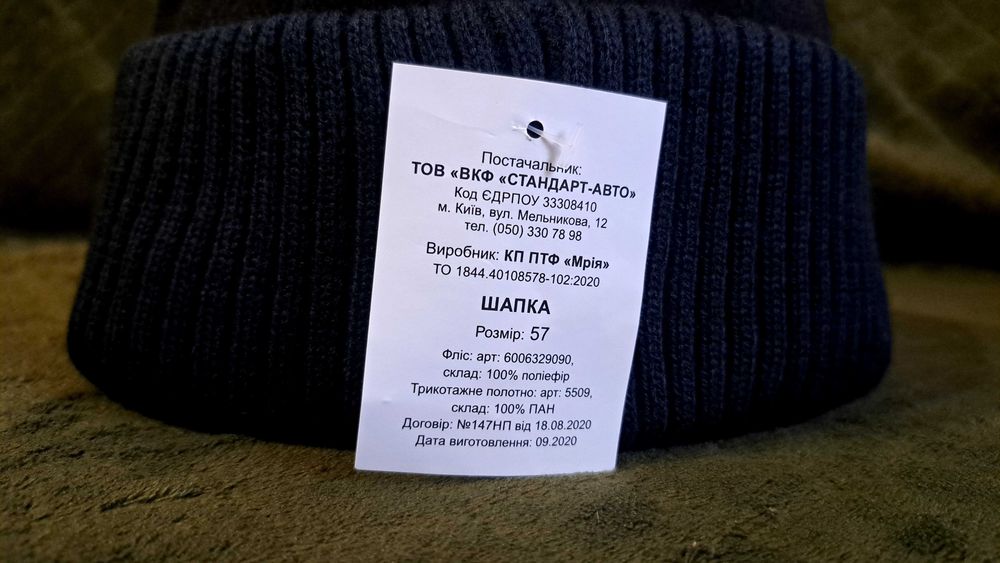 Постачальник:
ТОВ «ВКФ «СТАНДАРТ-АВТО»
Код ЄДРПОУ 33308410
м. Київ, вул. Мельникова, 12
тел. (050) 330 78 98
Виробник: КП ПТФ «Мрія»
ТО 1844.40108578-102:2020
ШАПКА
Розмір: 57
Фліс: арт: 6006329090,
склад: 100% поліефір
Трикотажне полотно: арт: 5509,
склад: 100% ПАН
Договір: №147НП від 18.08.2020
Дата виготовлення: 09.2020